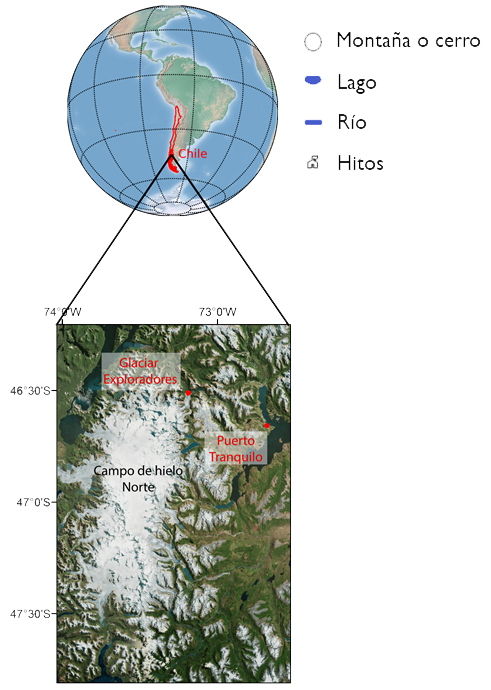 Montaña o cerro
Lago
Río
Hitos
Chile
74°0'W
73°0'W
46°30'S
47°0'S
47°30'S
Glaciar
Exploradores
Puerto
Tranquilo
Campo de hielo
Norte